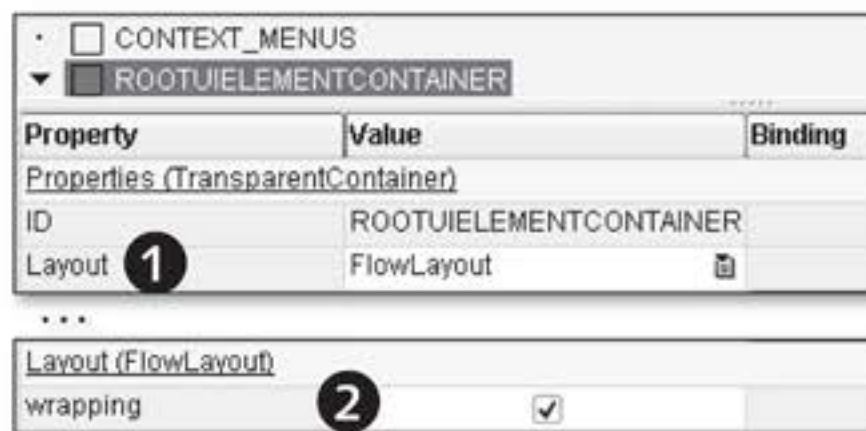 CONTEXT_MENUS
ROOTUIELEMENTCONTAINER
Property Value Binding
Properties (TransparentContainer)
ID ROOTUIELEMENTCONTAINER
Layout 1 FlowLayout
...
Layout (FlowLayout)
wrapping 2